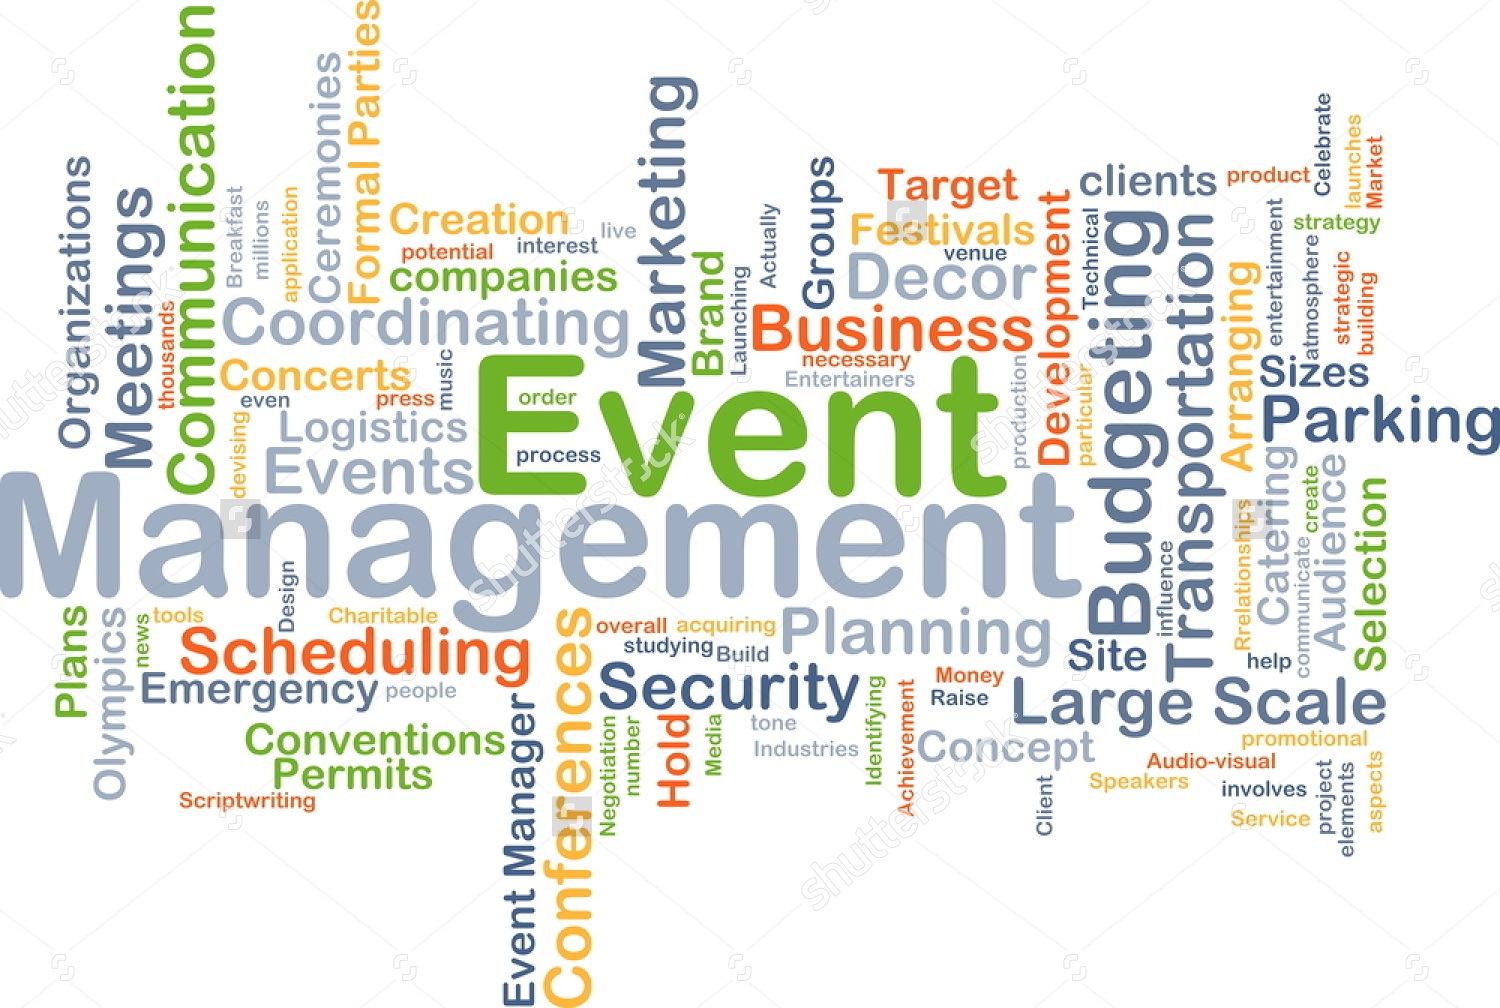 Communication
Formal Parties
Ceremonies
Marketing
Organizations
Meetings
Breakfast
millions
application
thousands
Creation
potential
interest
live
companies
Coordinating
Concerts
even
press
music
devising
Logistics
Events
Brand
Launching
Actually
Groups
Target
Festivals
venue
Decor
Business
necessary
Entertainers
production
Development
particular
Technical
clients
product
Celebrate
launches
Market
strategy
Budgeting
Transportation
Arranging
entertainment
atmosphere
strategic
building
Sizes
Parking
Event
order
process
Management
Catering
create
Audience
Selection
Rrelationships
communicate
influence
Plans
Olympics
news
tools
Design
Charitable
Scheduling
Emergency
people
Conventions
Permits
Scriptwriting
Event Manager
Conferences
overall
acquiring
studying
Build
Planning
Security
Negotiation
number
Hold
Media
tone
Industries
Identifying
Achievement
Money
Raise
Site
help
Large Scale
Concept
Client
promotional
Audio-visual
Speakers
involves
Service
project
elements
aspects
shutterstock